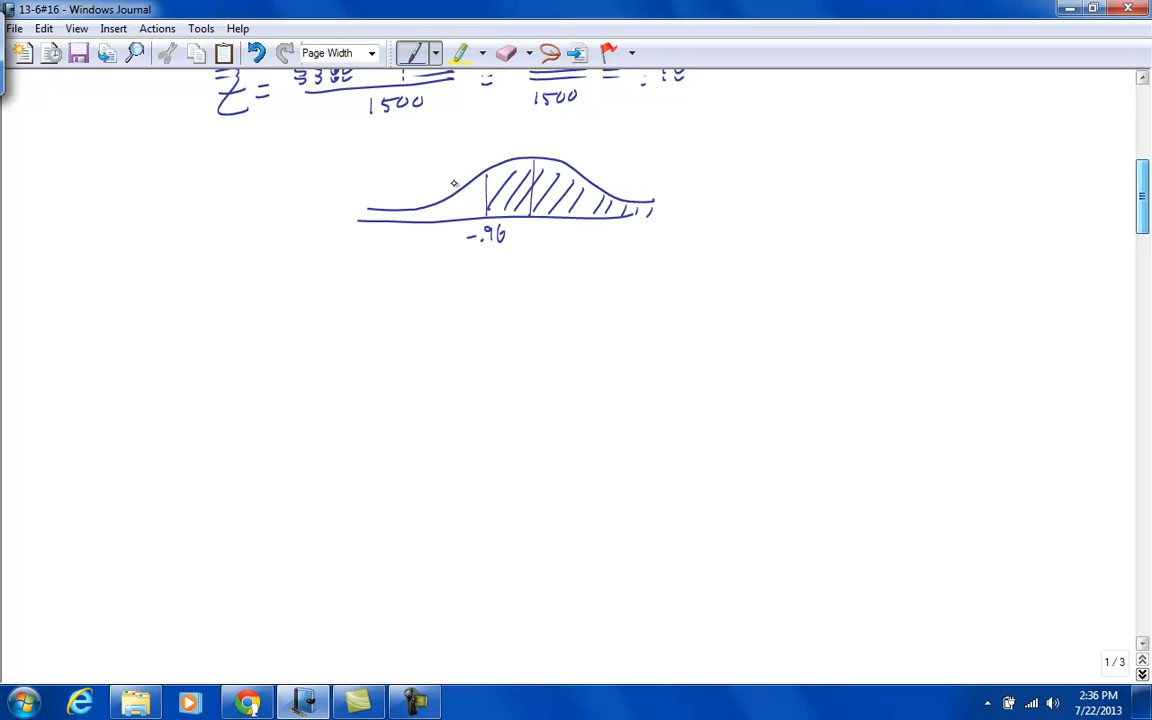 13-6#16 - Windows Journal
File Edit View Insert Actions Tools Help
Page Width
Z = =
1500 1500
-.96
1 / 3
2:36 PM
7/22/2013